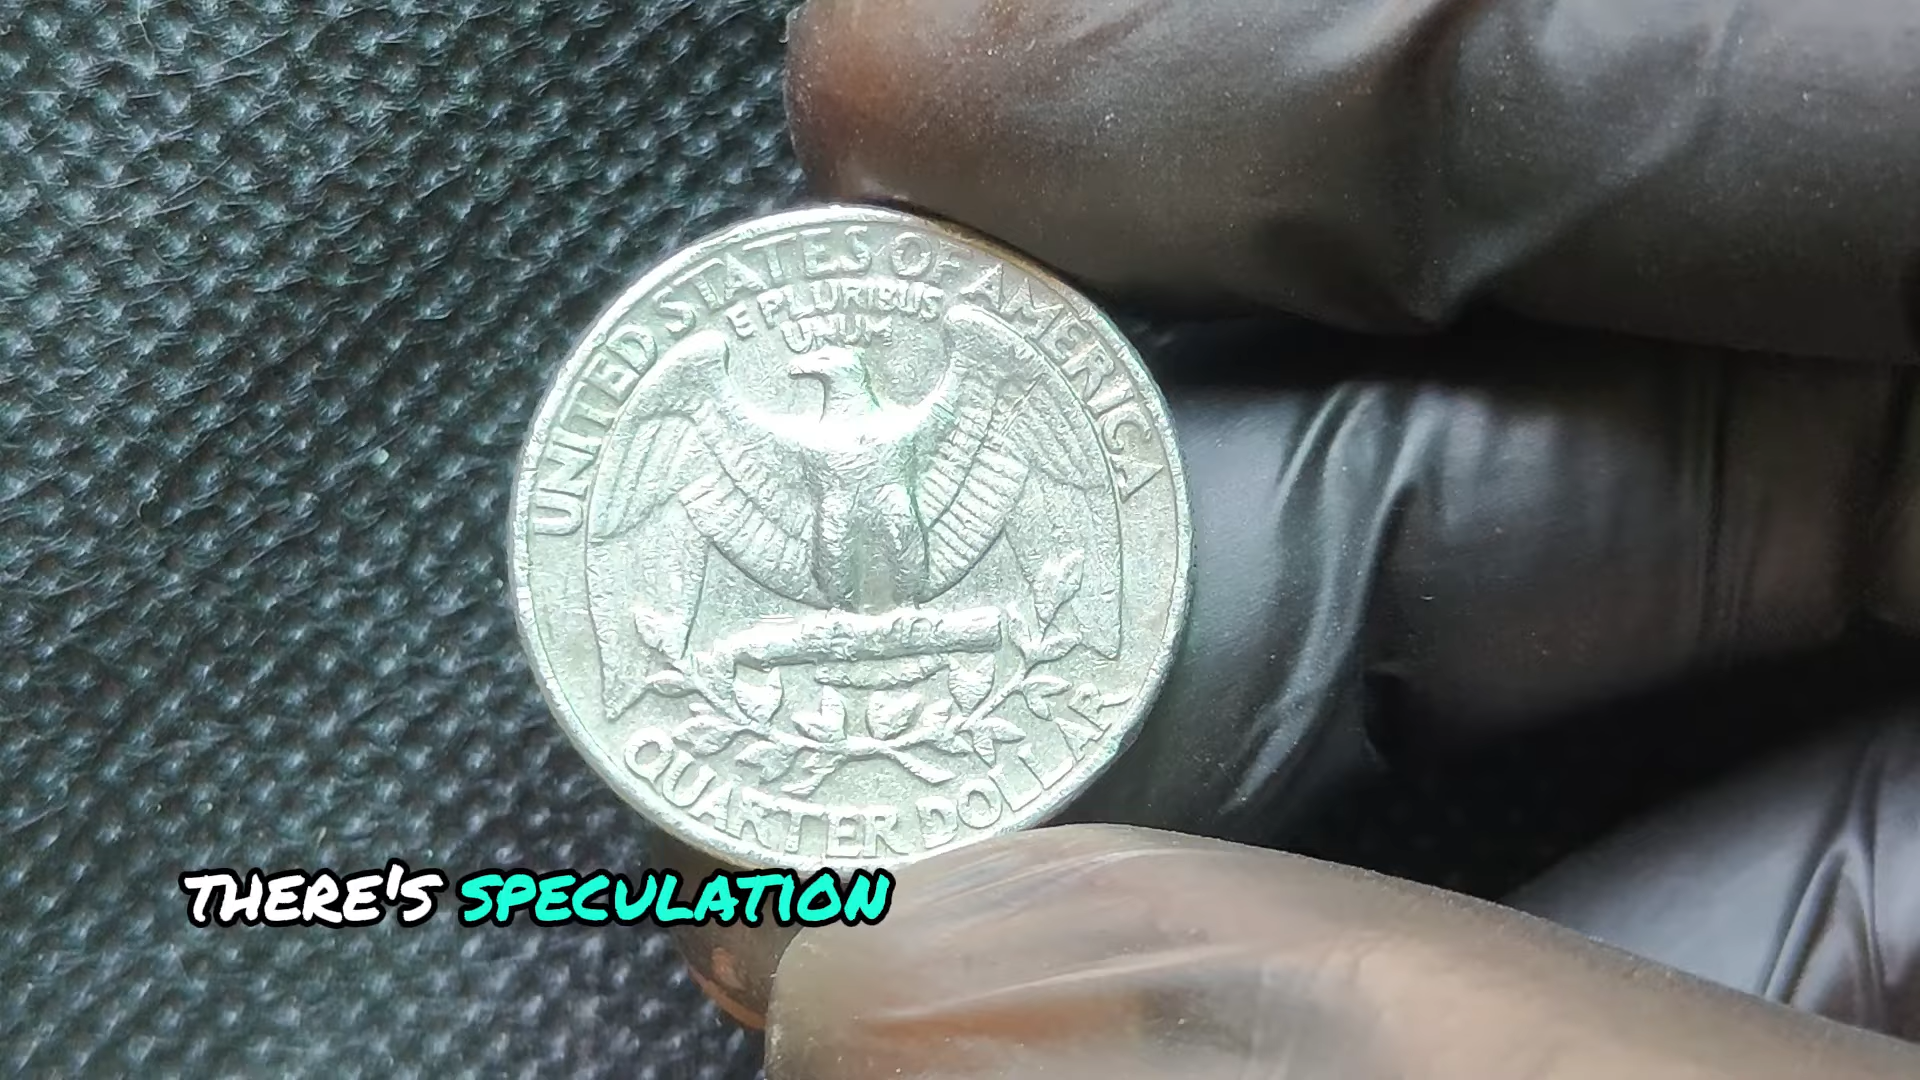 UNITED STATES OF AMERICA
E PLURIBUS
UNUM
QUARTER DOLLAR
THERE'S SPECULATION